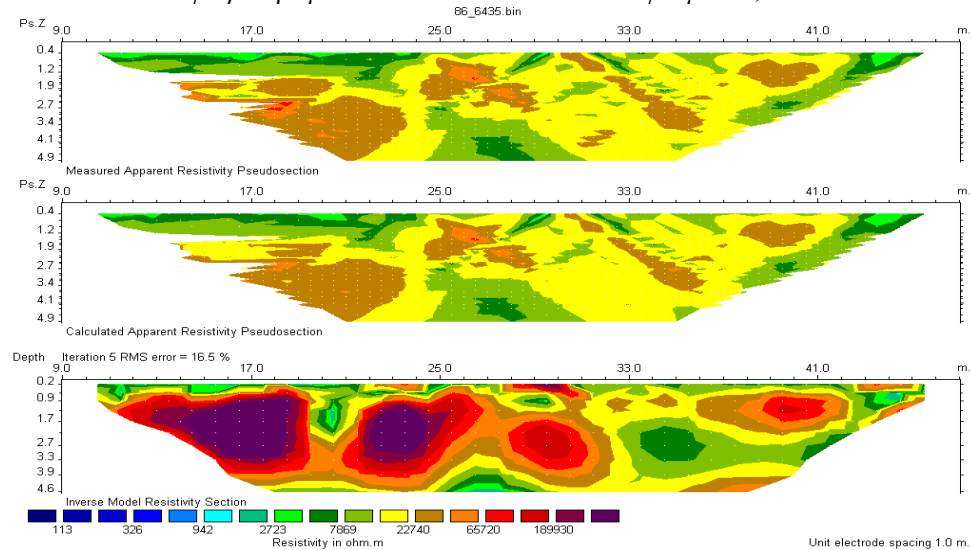 86_6435.bin
Ps.Z 9.0 17.0 25.0 33.0 41.0 m.
0.4
1.2
1.9
2.7
3.4
4.1
4.9
Measured Apparent Resistivity Pseudosection
Ps.Z 9.0 17.0 25.0 33.0 41.0 m.
0.4
1.2
1.9
2.7
3.4
4.1
4.9
Calculated Apparent Resistivity Pseudosection
Depth Iteration 5 RMS error = 16.5 %
9.0 17.0 25.0 33.0 41.0 m.
0.2
0.9
1.7
2.7
3.3
3.9
4.6
Inverse Model Resistivity Section
113 326 942 2723 7869 22740 65720 189930
Resistivity in ohm.m
Unit electrode spacing 1.0 m.